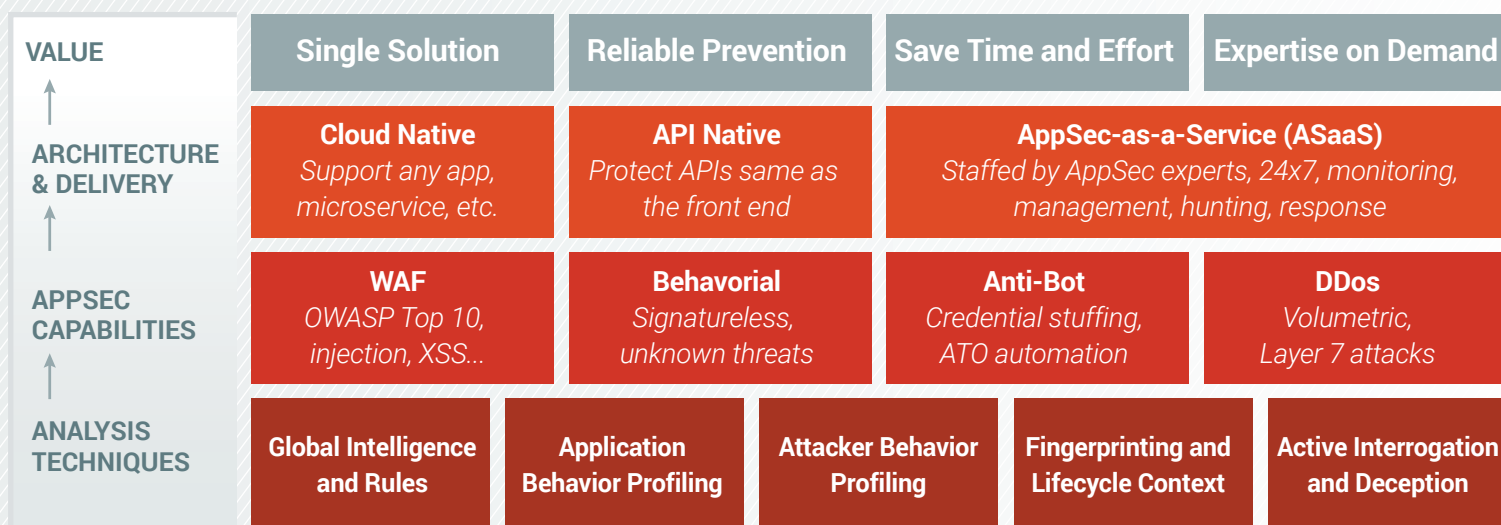 VALUE
Single Solution
Reliable Prevention
Save Time and Effort
Expertise on Demand
ARCHITECTURE
& DELIVERY
Cloud Native
Support any app,
microservice, etc.
API Native
Protect APIs same as
the front end
AppSec-as-a-Service (ASaaS)
Staffed by AppSec experts, 24x7, monitoring,
management, hunting, response
APPSEC
CAPABILITIES
WAF
OWASP Top 10,
injection, XSS...
Behavorial
Signatureless,
unknown threats
Anti-Bot
Credential stuffing,
ATO automation
DDos
Volumetric,
Layer 7 attacks
ANALYSIS
TECHNIQUES
Global Intelligence
and Rules
Application
Behavior Profiling
Attacker Behavior
Profiling
Fingerprinting and
Lifecycle Context
Active Interrogation
and Deception